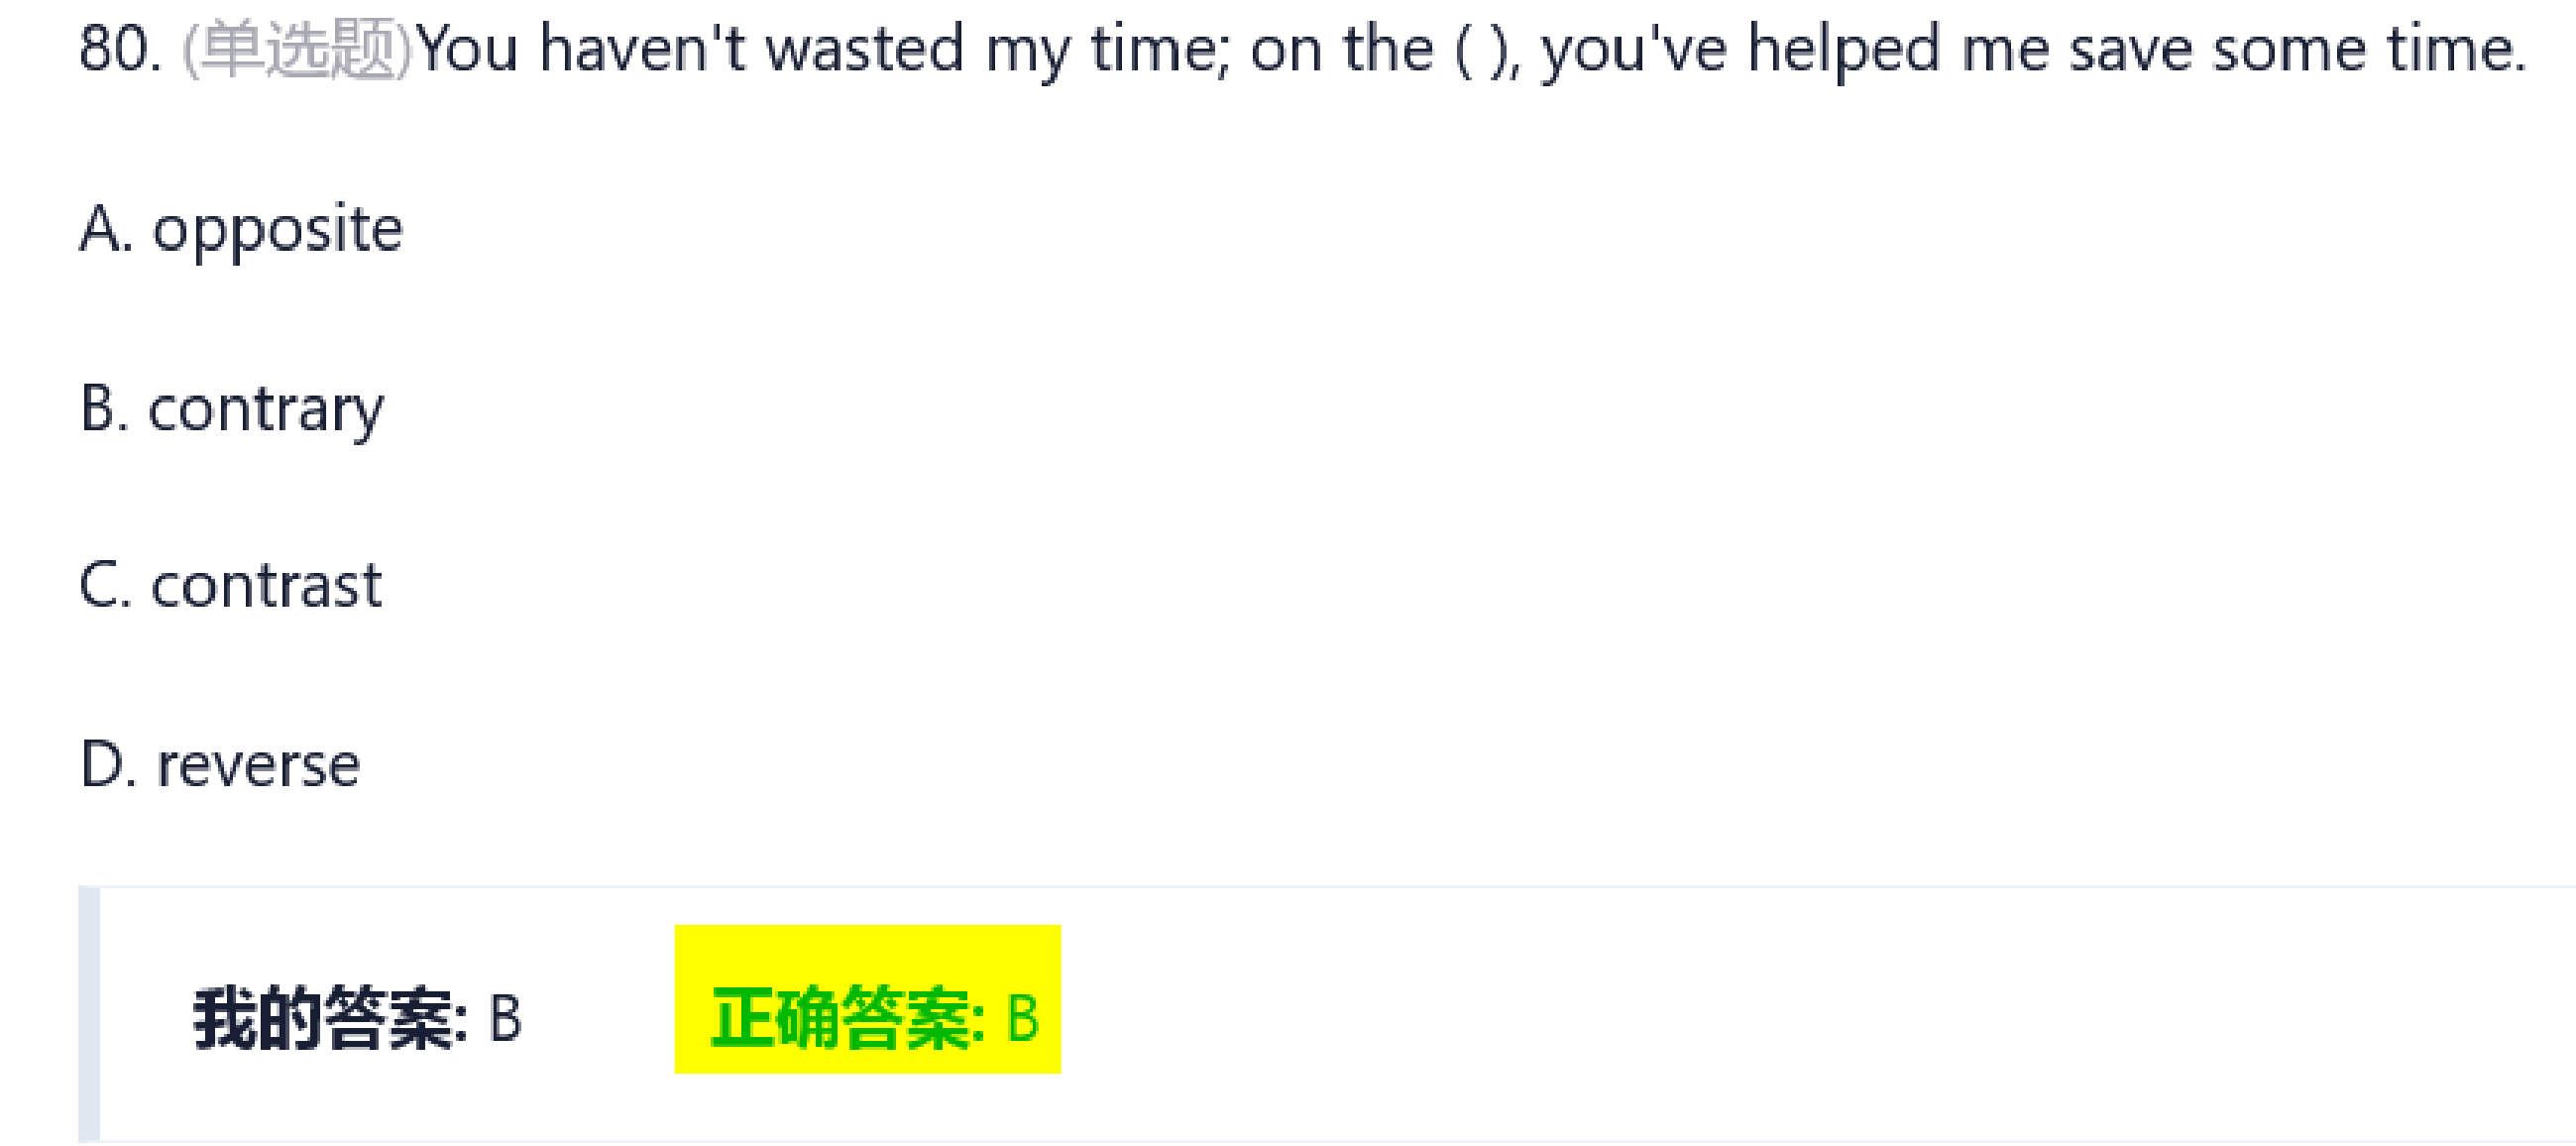 80. (单选题)You haven't wasted my time; on the ( ), you've helped me save some time.
A. opposite
B. contrary
C. contrast
D. reverse
我的答案: B 正确答案: B